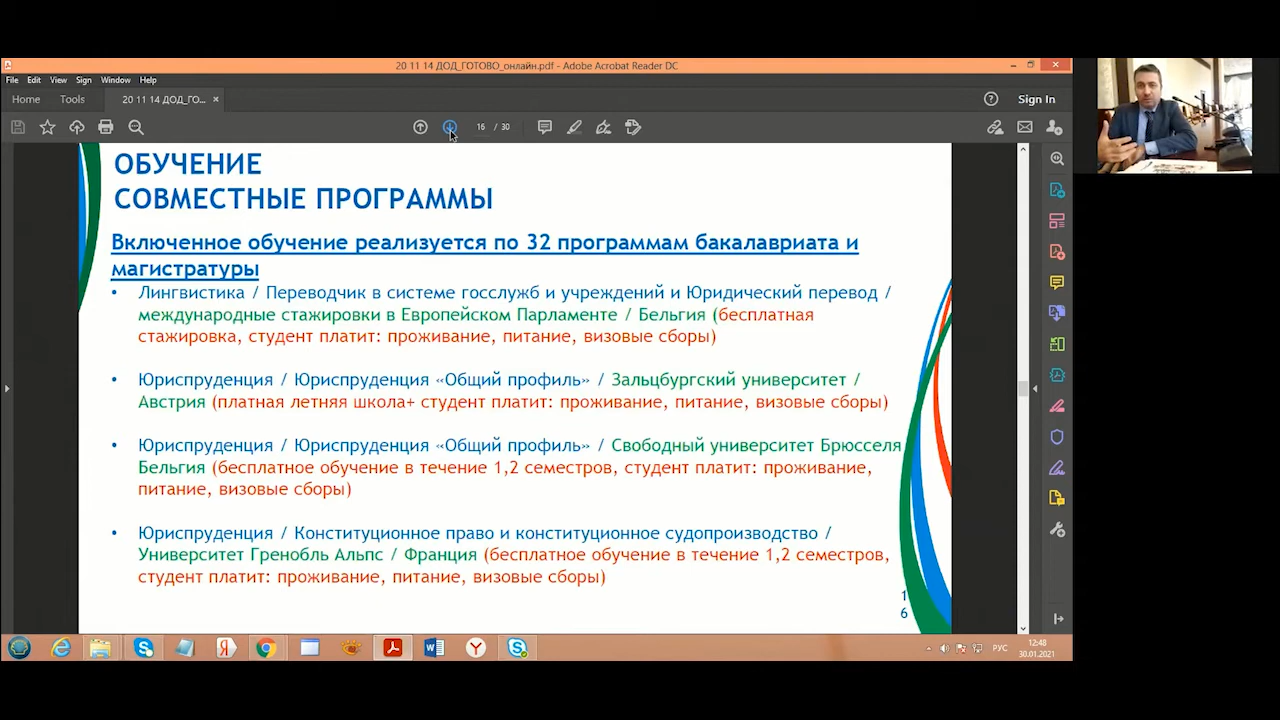 20 11 14 ДОД_ГОТОВО_онлайн.pdf - Adobe Acrobat Reader DC
File Edit View Sign Window Help
Home Tools 20 11 14 ДОД_ГО... × Sign In
16 / 30
ОБУЧЕНИЕ
СОВМЕСТНЫЕ ПРОГРАММЫ
Включенное обучение реализуется по 32 программам бакалавриата и
магистратуры
• Лингвистика / Переводчик в системе госслужб и учреждений и Юридический перевод /
международные стажировки в Европейском Парламенте / Бельгия (бесплатная
стажировка, студент платит: проживание, питание, визовые сборы)
• Юриспруденция / Юриспруденция «Общий профиль» / Зальцбургский университет /
Австрия (платная летняя школа+ студент платит: проживание, питание, визовые сборы)
• Юриспруденция / Юриспруденция «Общий профиль» / Свободный университет Брюсселя
Бельгия (бесплатное обучение в течение 1,2 семестров, студент платит: проживание,
питание, визовые сборы)
• Юриспруденция / Конституционное право и конституционное судопроизводство /
Университет Гренобль Альпс / Франция (бесплатное обучение в течение 1,2 семестров,
студент платит: проживание, питание, визовые сборы)
1
6
РУС
12:48
30.01.2021